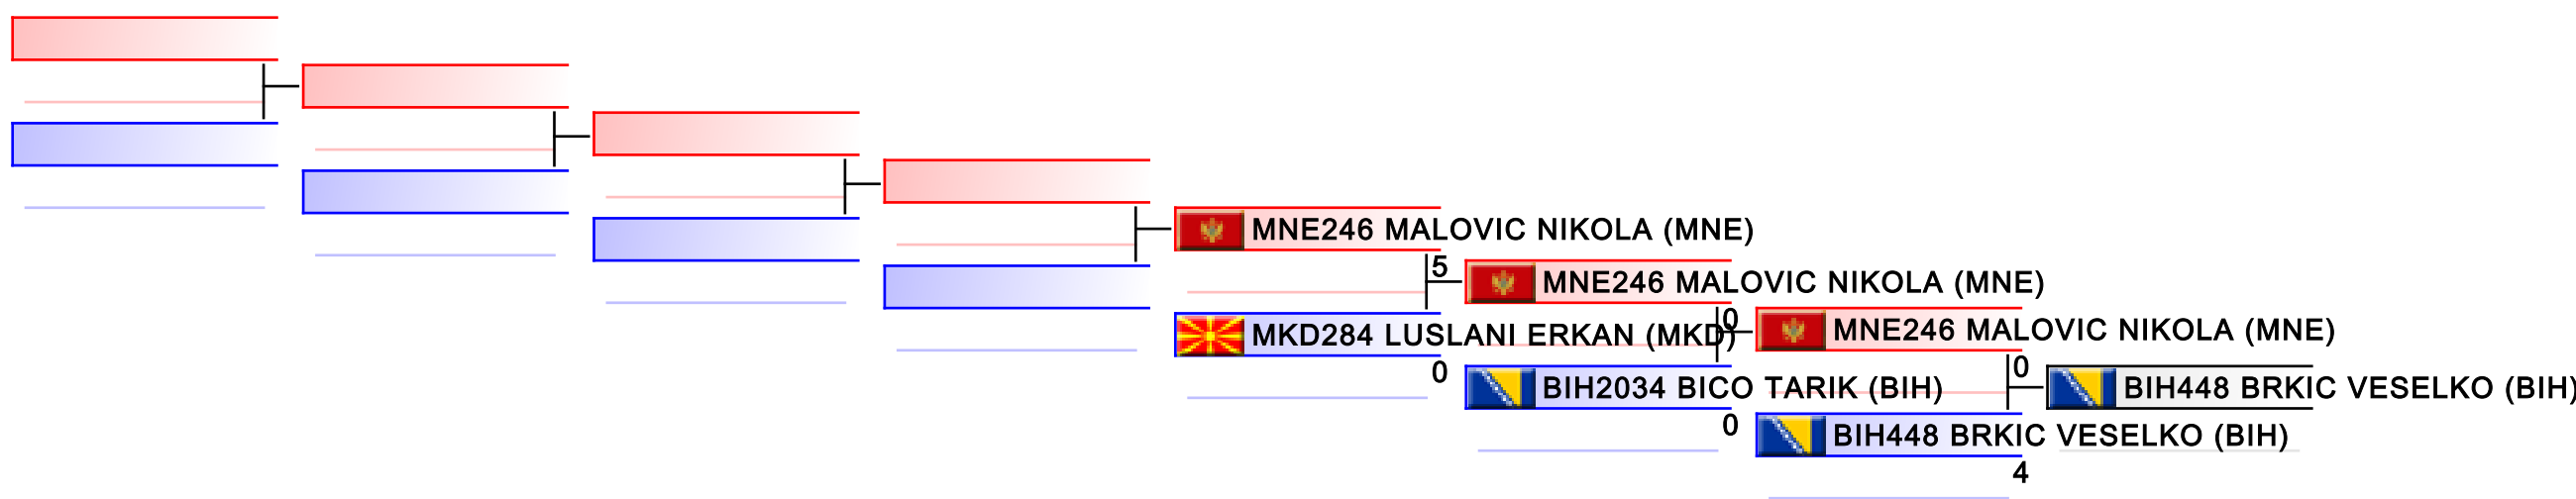 MNE246 MALOVIC NIKOLA (MNE)
5
MNE246 MALOVIC NIKOLA (MNE)
MKD284 LUSLANI ERKAN (MKD)
0
0
MNE246 MALOVIC NIKOLA (MNE)
BIH2034 BICO TARIK (BIH)
0
0
BIH448 BRKIC VESELKO (BIH)
BIH448 BRKIC VESELKO (BIH)
4